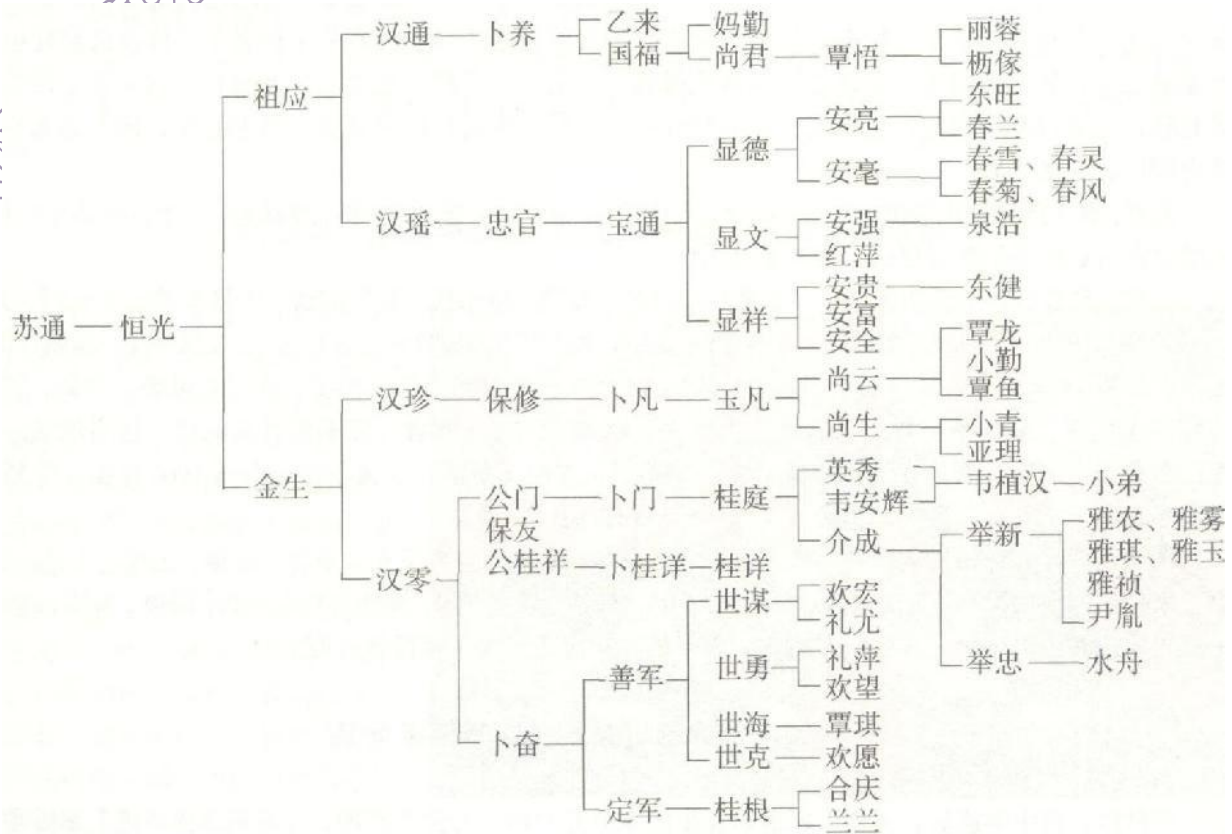 汉通 卜养 乙来 妈勤 丽蓉
国福 尚君 覃悟 枥傢
祖应 安亮 东旺
春兰
显德 安毫 春雪、春灵
春菊、春风
汉瑶 忠官 宝通 显文 安强 泉浩
红萍
安贵 东健
苏通 恒光 显祥 安富
安全 覃龙
小勤
尚云 覃鱼
汉珍 保修 卜凡 玉凡 尚生 小青
亚理
金生 公门 卜门 桂庭 英秀 韦植汉 小弟
保友 韦安辉
公桂祥 卜桂详 桂详 介成 举新 雅农、雅雾
雅琪、雅玉
汉零 雅祯
世谋 欢宏 尹胤
礼尤
善军 世勇 礼萍 举忠 水舟
欢望
世海 覃琪
卜奋 世克 欢愿
定军 桂根 合庆
兰兰